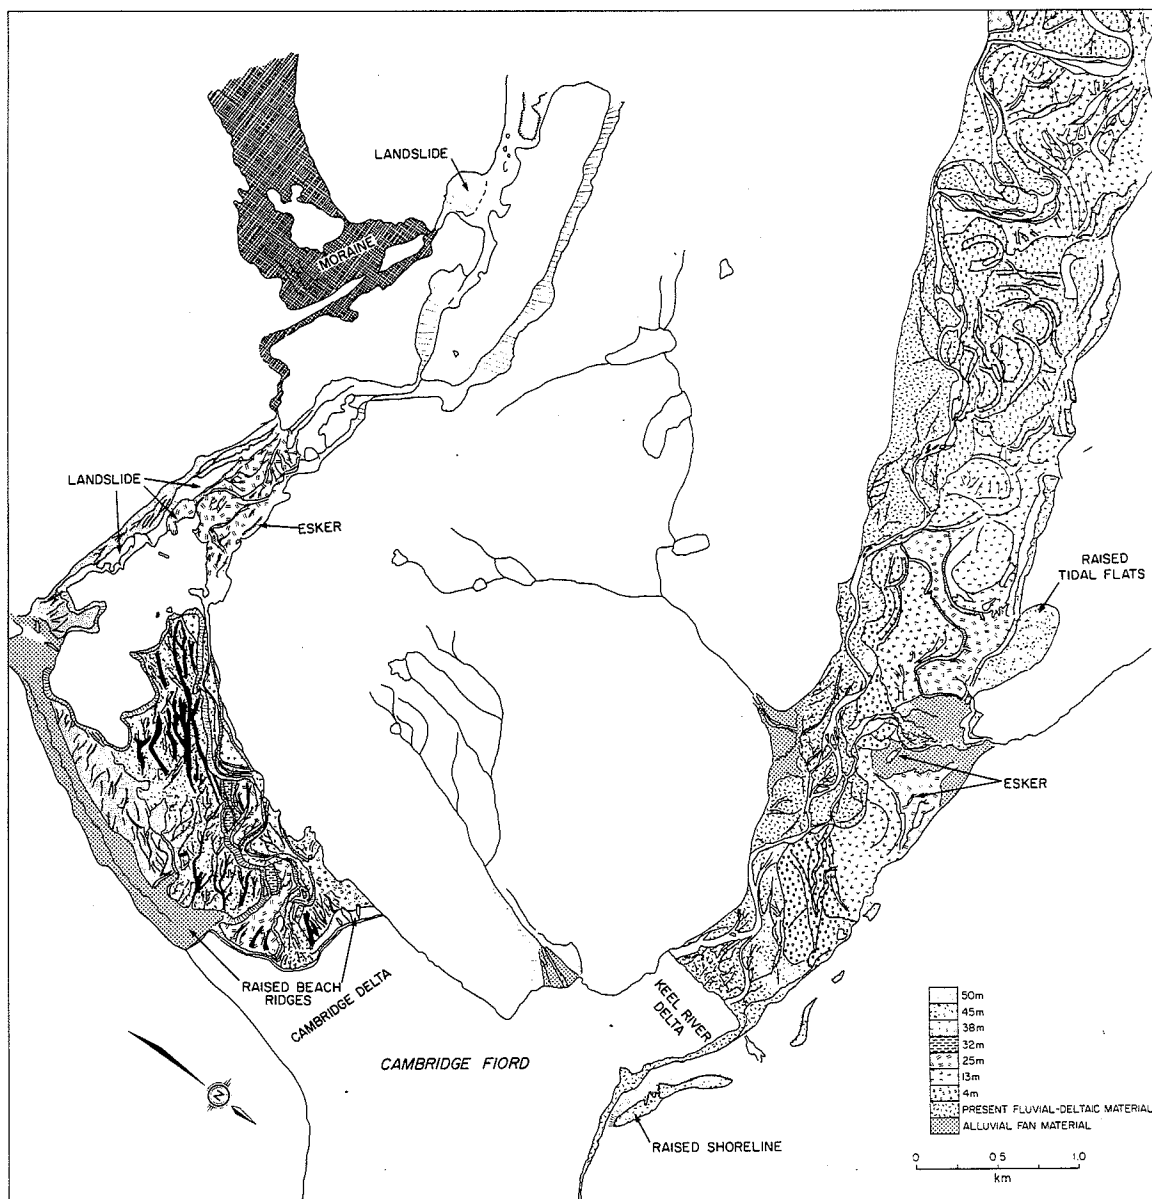 LANDSLIDE
MORAINE
LANDSLIDE
ESKER
RAISED
TIDAL FLATS
ESKER
RAISED BEACH
RIDGES
CAMBRIDGE DELTA
KEEL RIVER
DELTA
CAMBRIDGE FIORD
N
RAISED SHORELINE
50m
45m
38m
32m
25m
13m
4m
PRESENT FLUVIAL-DELTAIC MATERIAL
ALLUVIAL FAN MATERIAL
0 0.5 1.0
km